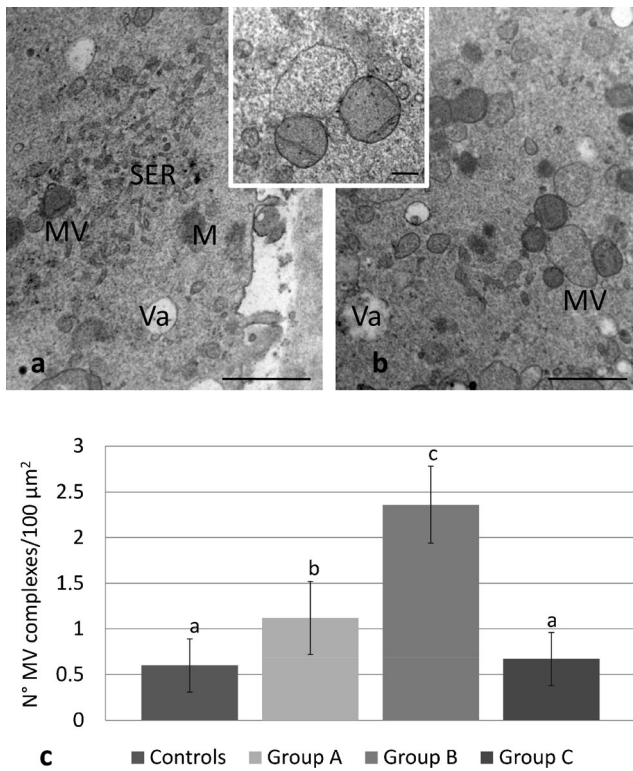 SER
MV
M
Va
a
Va
MV
b
N° MV complexes/100 µm²
3
2.5
2
1.5
1
0.5
0
a
b
c
a
c
Controls Group A Group B Group C